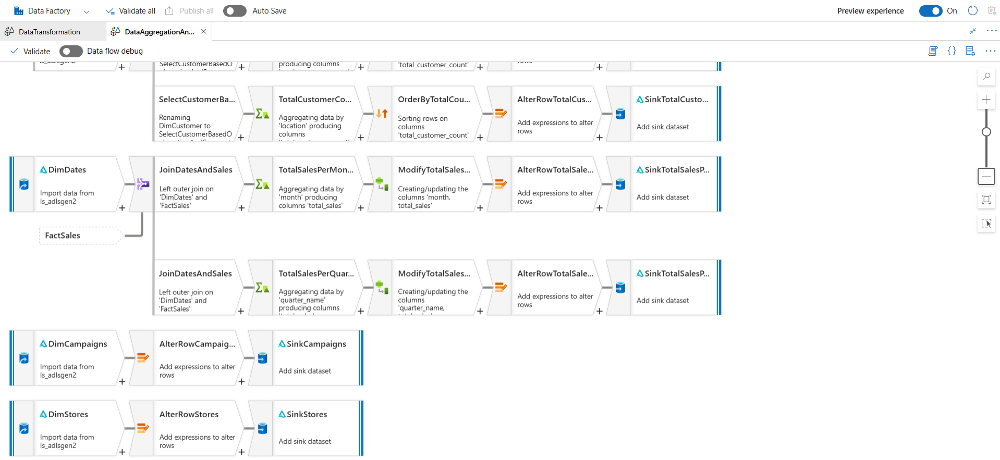 Data Factory
Validate all
Publish all
Auto Save
Preview experience
On
DataTransformation
DataAggregationAn...
Validate
Data flow debug
ls_adlsgen2
SelectCustomerBasedO
producing columns
'total_customer_count'
rows
SelectCustomerBa...
Renaming
DimCustomer to
SelectCustomerBasedO
TotalCustomerCo...
Aggregating data by
'location' producing
columns
OrderByTotalCou...
Sorting rows on
columns
'total_customer_count'
AlterRowTotalCus...
Add expressions to alter
rows
SinkTotalCusto...
Add sink dataset
DimDates
Import data from
ls_adlsgen2
JoinDatesAndSales
Left outer join on
'DimDates' and
'FactSales'
TotalSalesPerMon...
Aggregating data by
'month' producing
columns 'total_sales'
ModifyTotalSales...
Creating/updating the
columns 'month,
total_sales'
AlterRowTotalSale...
Add expressions to alter
rows
SinkTotalSalesP...
Add sink dataset
FactSales
JoinDatesAndSales
Left outer join on
'DimDates' and
'FactSales'
TotalSalesPerQuar...
Aggregating data by
'quarter_name'
producing columns
ModifyTotalSales...
Creating/updating the
columns
'quarter_name,
AlterRowTotalSale...
Add expressions to alter
rows
SinkTotalSalesP...
Add sink dataset
DimCampaigns
Import data from
ls_adlsgen2
AlterRowCampaig...
Add expressions to alter
rows
SinkCampaigns
Add sink dataset
DimStores
Import data from
ls_adlsgen2
AlterRowStores
Add expressions to alter
rows
SinkStores
Add sink dataset